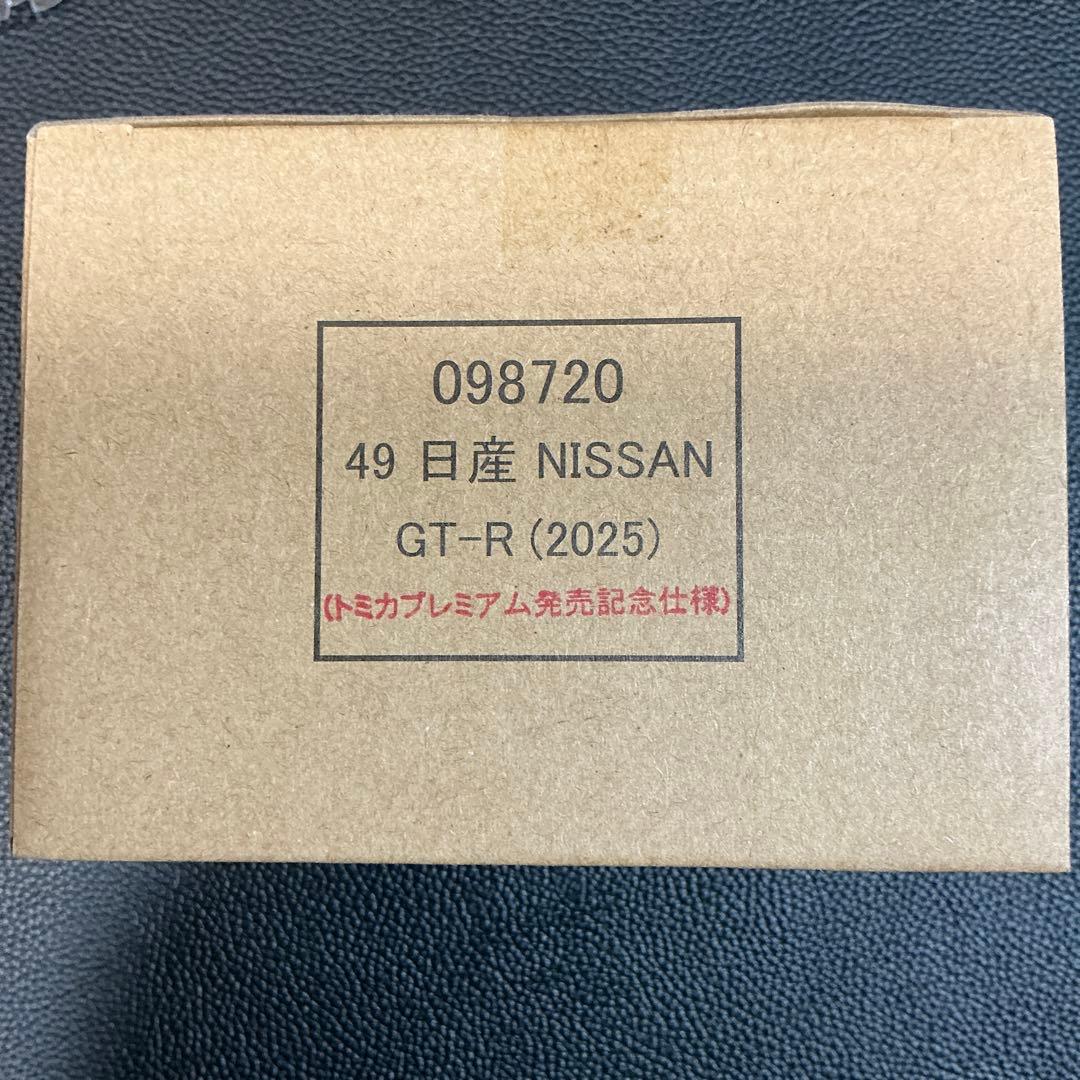 098720
49 日産 NISSAN
GT-R (2025)
(トミカプレミアム発売記念仕様)